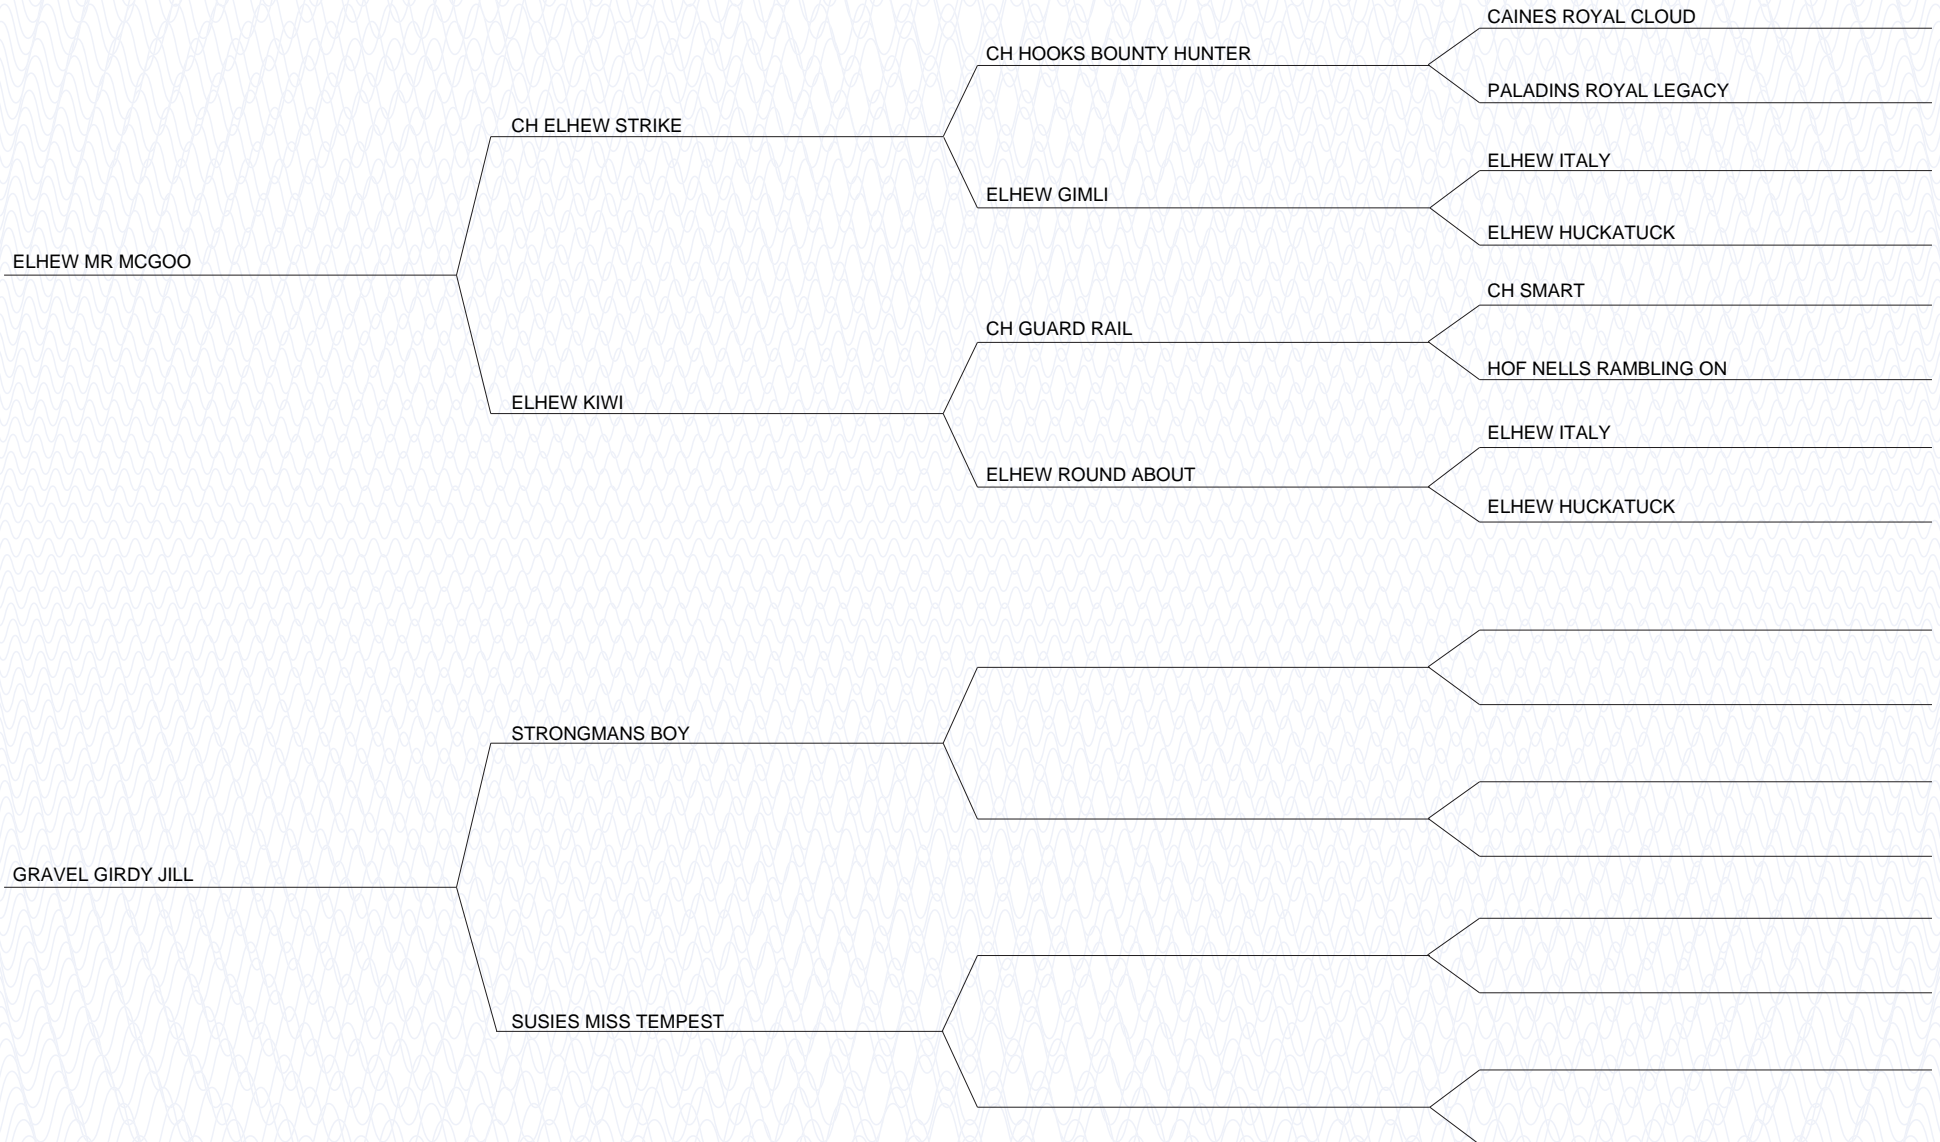 CAINES ROYAL CLOUD
CH HOOKS BOUNTY HUNTER
PALADINS ROYAL LEGACY
CH ELHEW STRIKE
ELHEW ITALY
ELHEW GIMLI
ELHEW HUCKATUCK
ELHEW MR MCGOO
CH SMART
CH GUARD RAIL
HOF NELLS RAMBLING ON
ELHEW KIWI
ELHEW ITALY
ELHEW ROUND ABOUT
ELHEW HUCKATUCK
STRONGMANS BOY
GRAVEL GIRDY JILL
SUSIES MISS TEMPEST